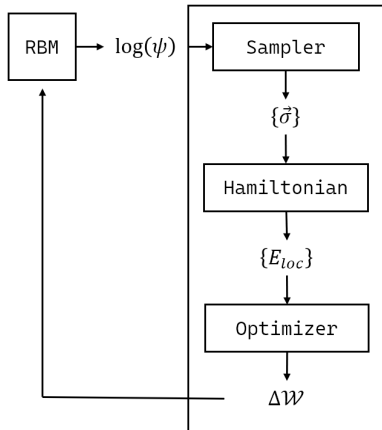 RBM
log(ψ)
Sampler
{σ⃗}
Hamiltonian
{E_loc}
Optimizer
Δ𝒲